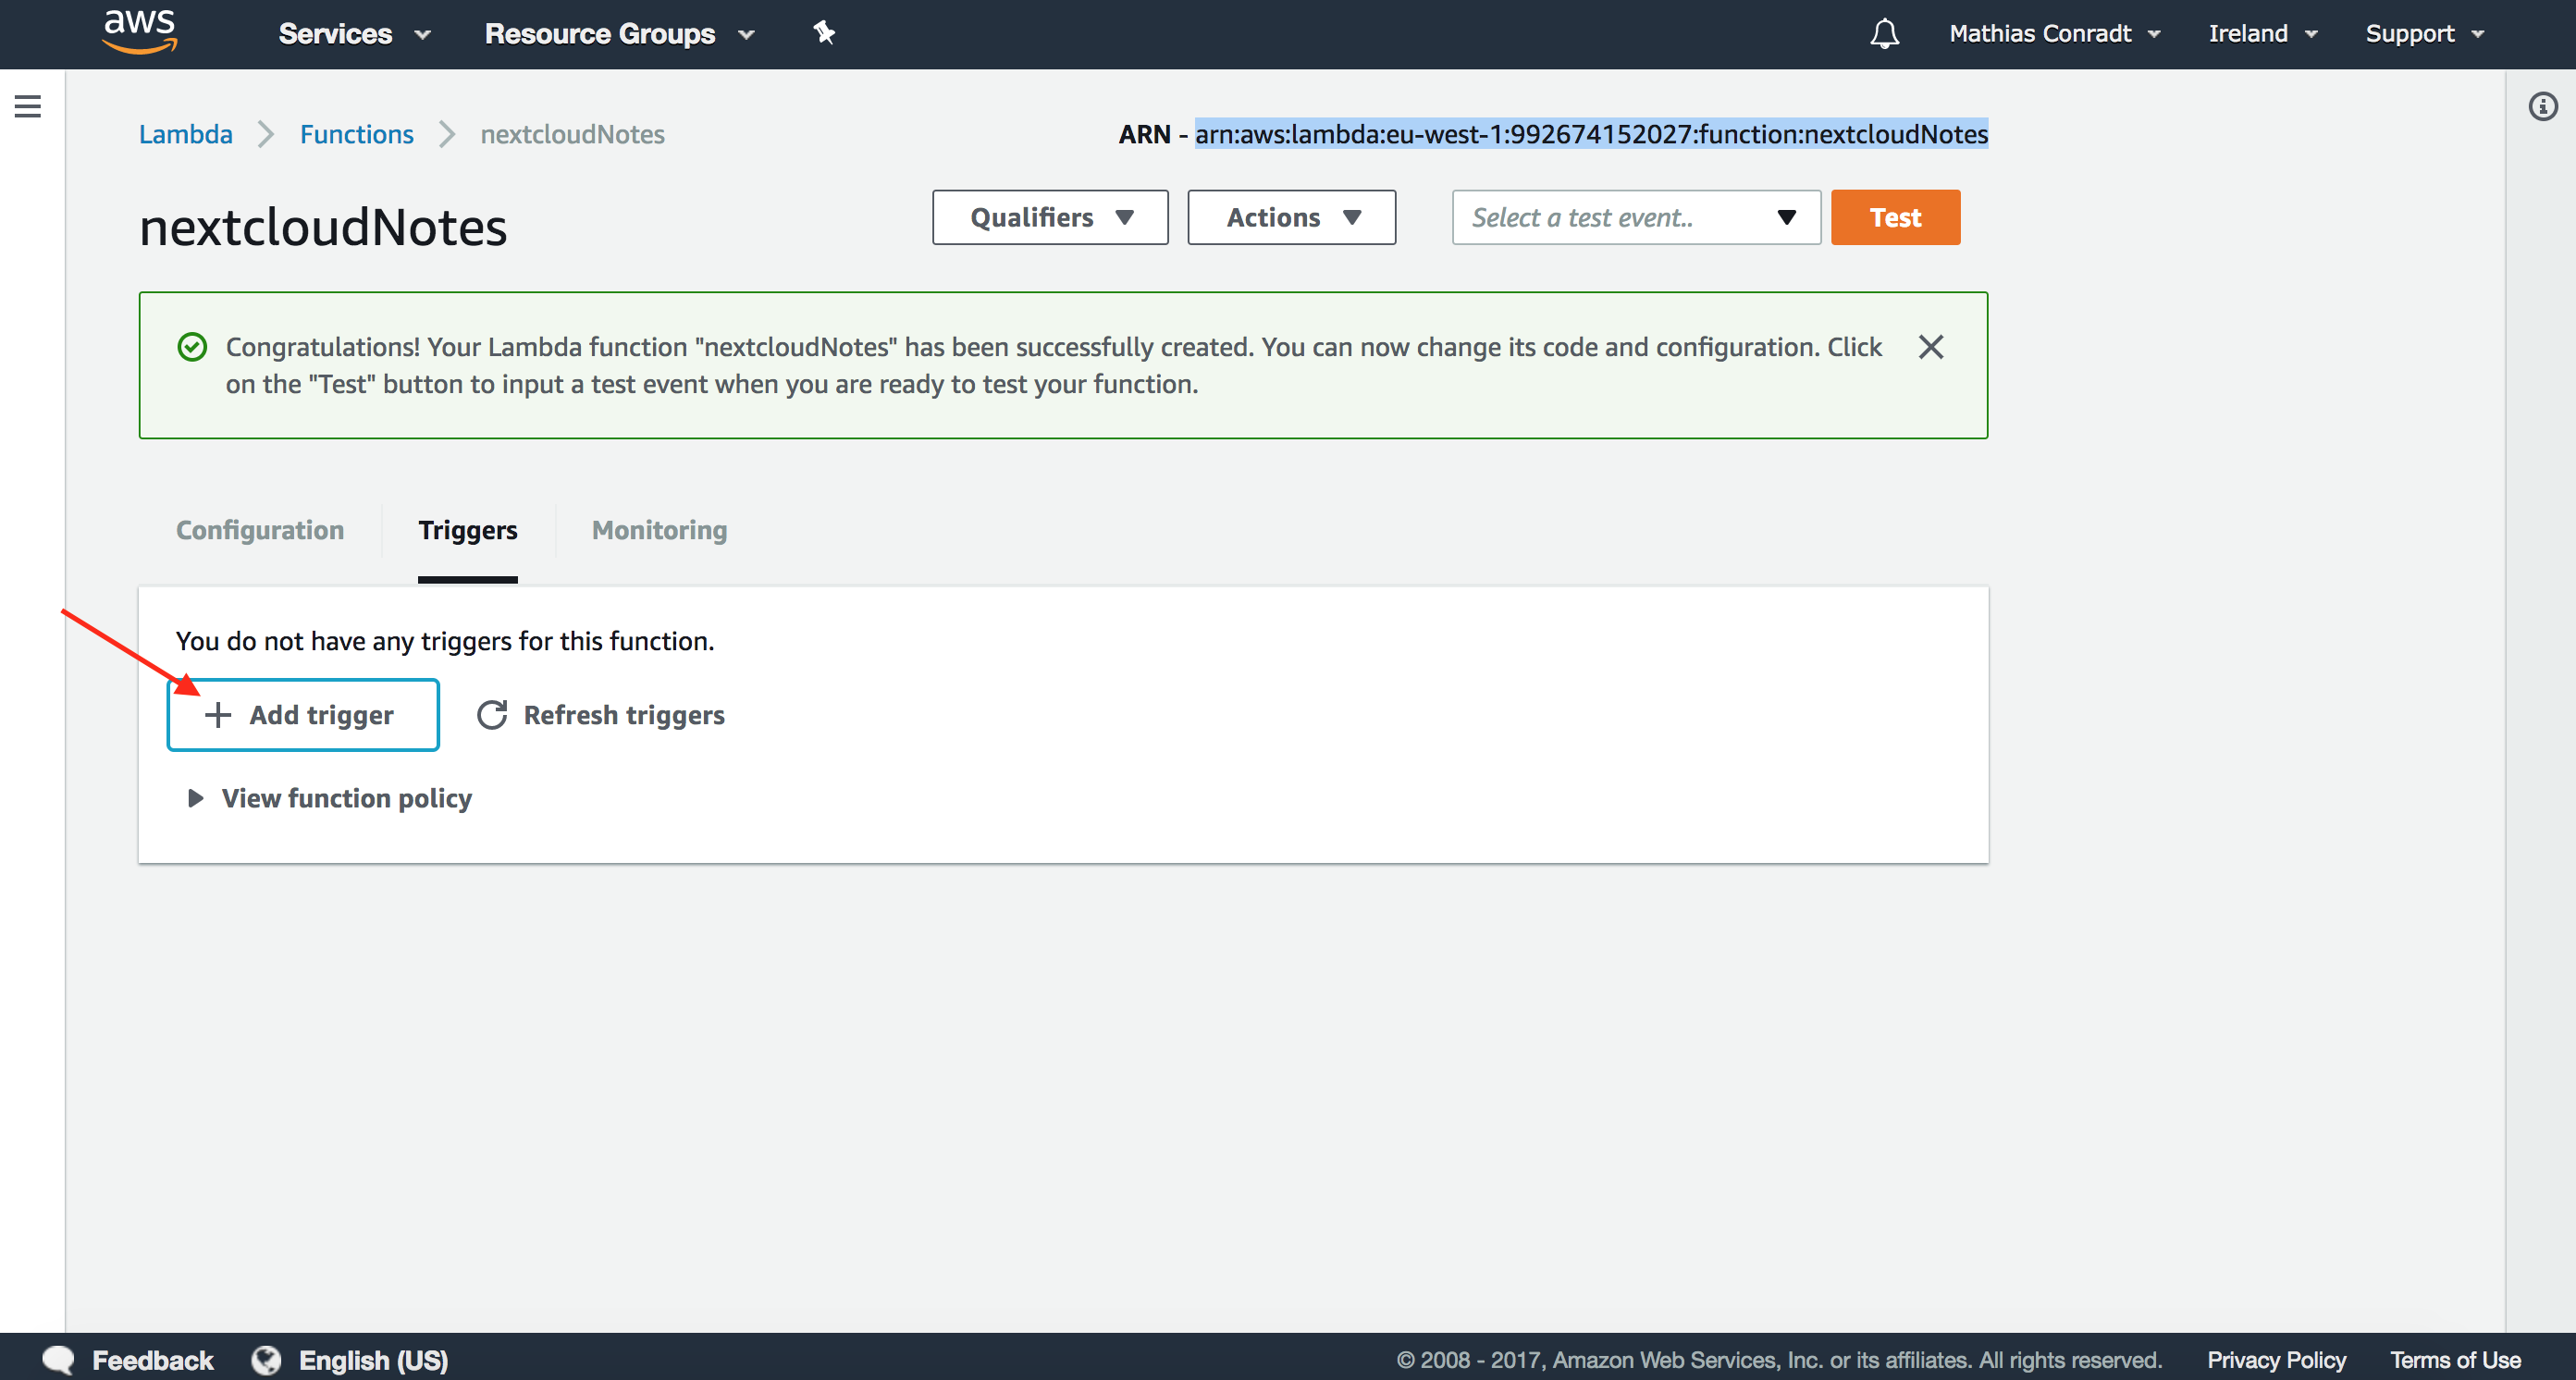 aws Services Resource Groups Mathias Conradt Ireland Support
Lambda Functions nextcloudNotes ARN - arn:aws:lambda:eu-west-1:992674152027:function:nextcloudNotes
nextcloudNotes Qualifiers Actions Select a test event.. Test
Congratulations! Your Lambda function "nextcloudNotes" has been successfully created. You can now change its code and configuration. Click
on the "Test" button to input a test event when you are ready to test your function.
Configuration Triggers Monitoring
You do not have any triggers for this function.
Add trigger Refresh triggers
View function policy
Feedback English (US) © 2008 - 2017, Amazon Web Services, Inc. or its affiliates. All rights reserved. Privacy Policy Terms of Use